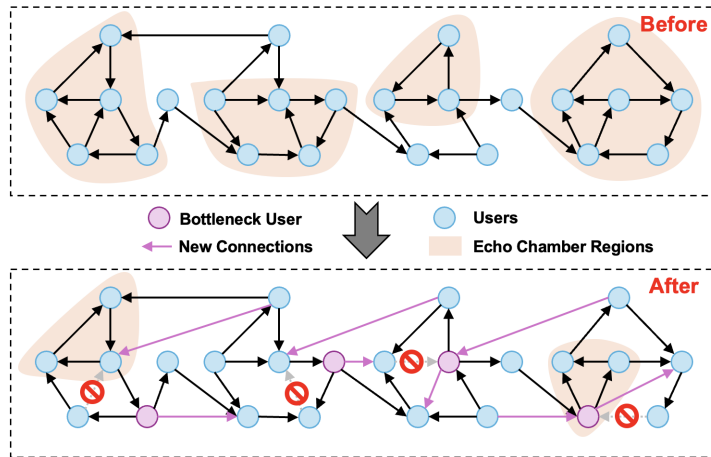 Before
Bottleneck User
Users
New Connections
Echo Chamber Regions
After